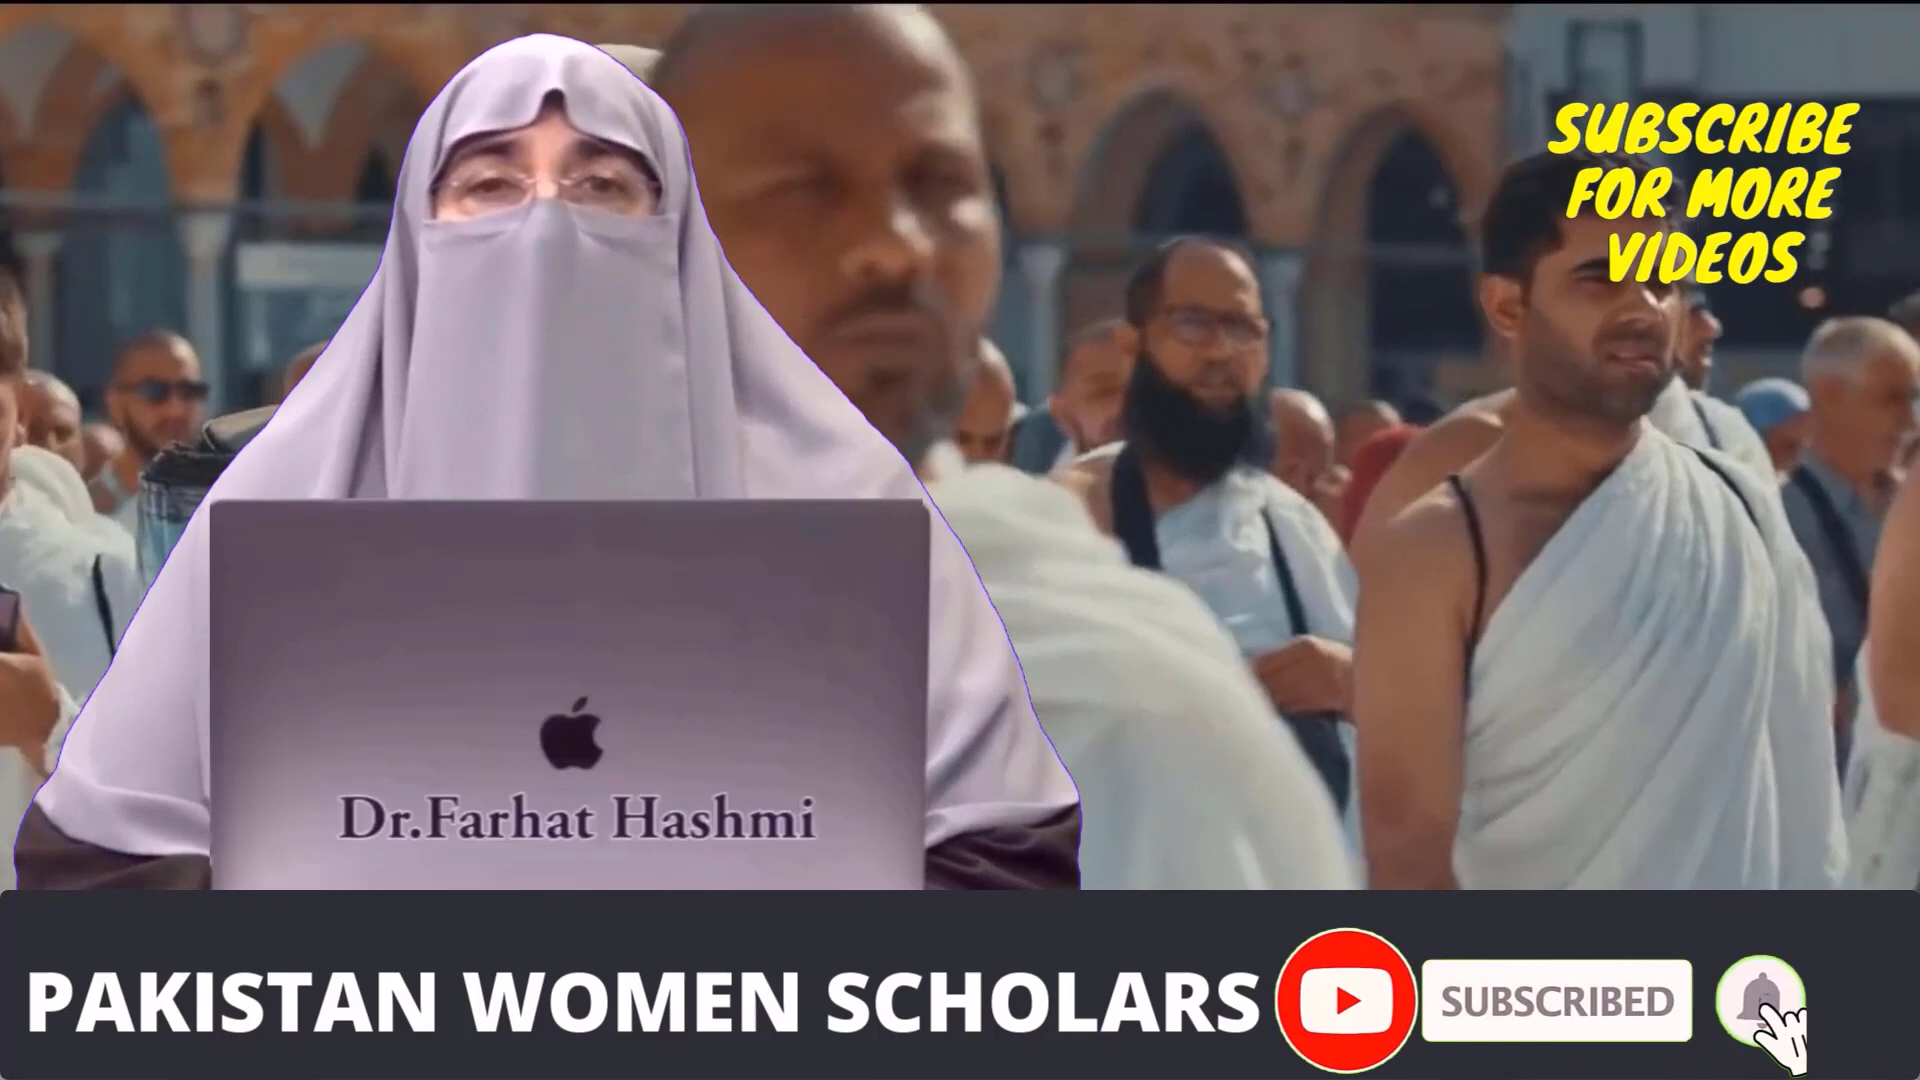 SUBSCRIBE
FOR MORE
VIDEOS
Dr.Farhat Hashmi
PAKISTAN WOMEN SCHOLARS
SUBSCRIBED